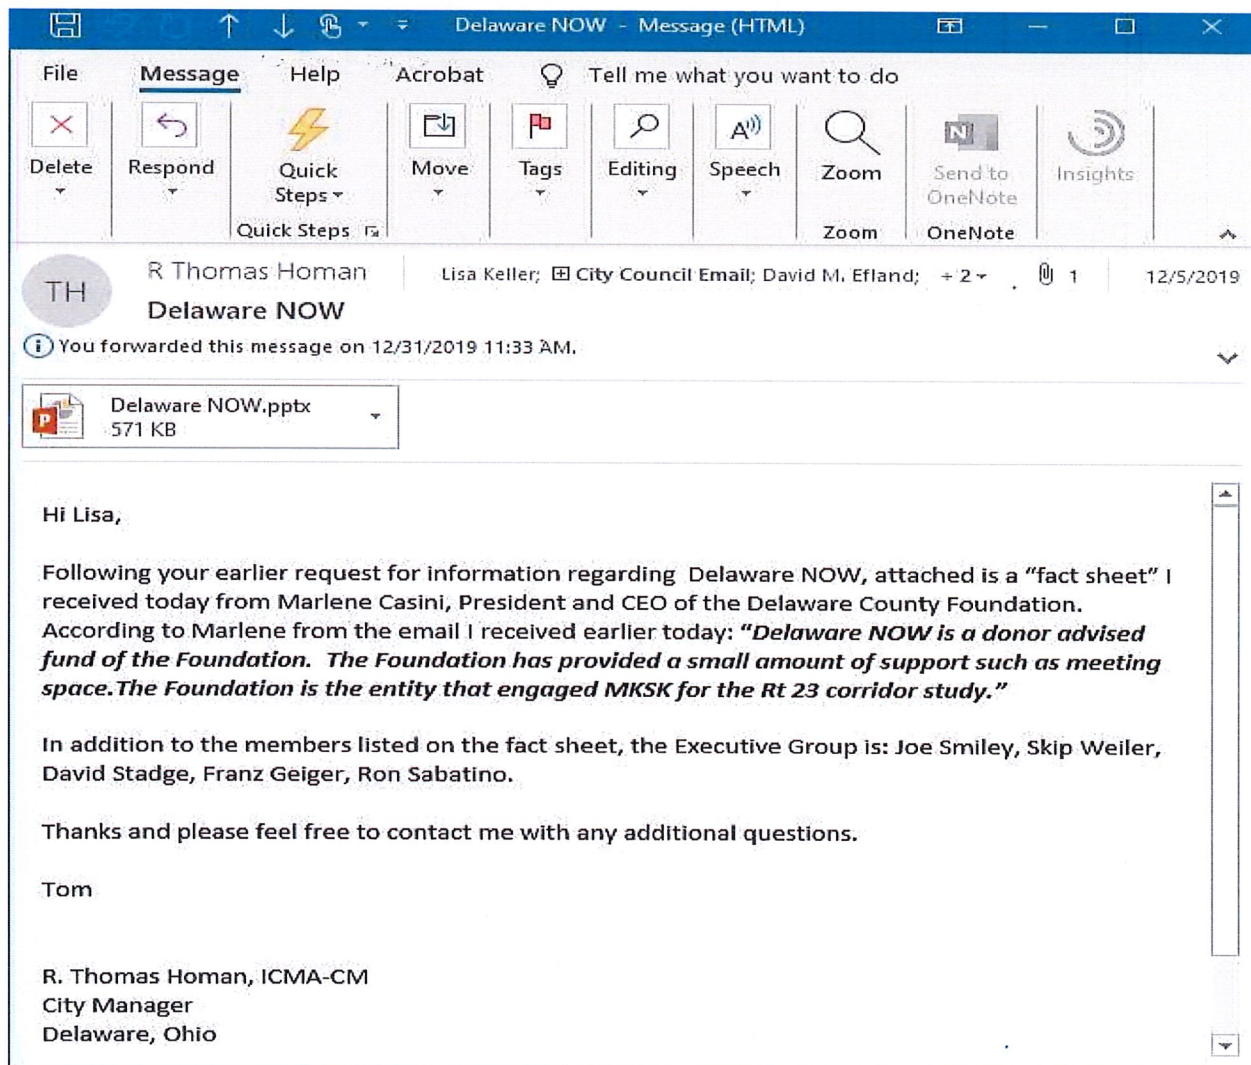 Delaware NOW - Message (HTML)
File Message Help Acrobat Tell me what you want to do
Delete Respond Quick Steps Move Tags Editing Speech Zoom Send to OneNote Insights
Quick Steps Zoom OneNote
TH
R Thomas Homan Lisa Keller; City Council Email; David M. Efland; +2 1 12/5/2019
Delaware NOW
You forwarded this message on 12/31/2019 11:33 AM.
Delaware NOW.pptx
571 KB
Hi Lisa,
Following your earlier request for information regarding Delaware NOW, attached is a “fact sheet” I
received today from Marlene Casini, President and CEO of the Delaware County Foundation.
According to Marlene from the email I received earlier today: “Delaware NOW is a donor advised
fund of the Foundation. The Foundation has provided a small amount of support such as meeting
space.The Foundation is the entity that engaged MKSK for the Rt 23 corridor study.”
In addition to the members listed on the fact sheet, the Executive Group is: Joe Smiley, Skip Weiler,
David Stadge, Franz Geiger, Ron Sabatino.
Thanks and please feel free to contact me with any additional questions.
Tom
R. Thomas Homan, ICMA-CM
City Manager
Delaware, Ohio